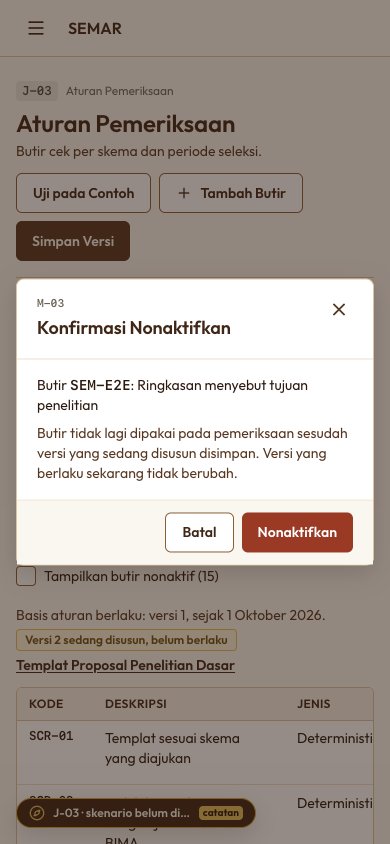 SEMAR
J-03 Aturan Pemeriksaan
Aturan Pemeriksaan
Butir cek per skema dan periode seleksi.
Uji pada Contoh
+ Tambah Butir
Simpan Versi
M-03
Konfirmasi Nonaktifkan
Butir SEM-E2E: Ringkasan menyebut tujuan
penelitian
Butir tidak lagi dipakai pada pemeriksaan sesudah
versi yang sedang disusun disimpan. Versi yang
berlaku sekarang tidak berubah.
Batal
Nonaktifkan
Tampilkan butir nonaktif (15)
Basis aturan berlaku: versi 1, sejak 1 Oktober 2026.
Versi 2 sedang disusun, belum berlaku
Templat Proposal Penelitian Dasar
KODE DESKRIPSI JENIS
SCR-01 Templat sesuai skema Deterministi
yang diajukan
Deterministi
J-03 · skenario belum di... catatan
BIMA